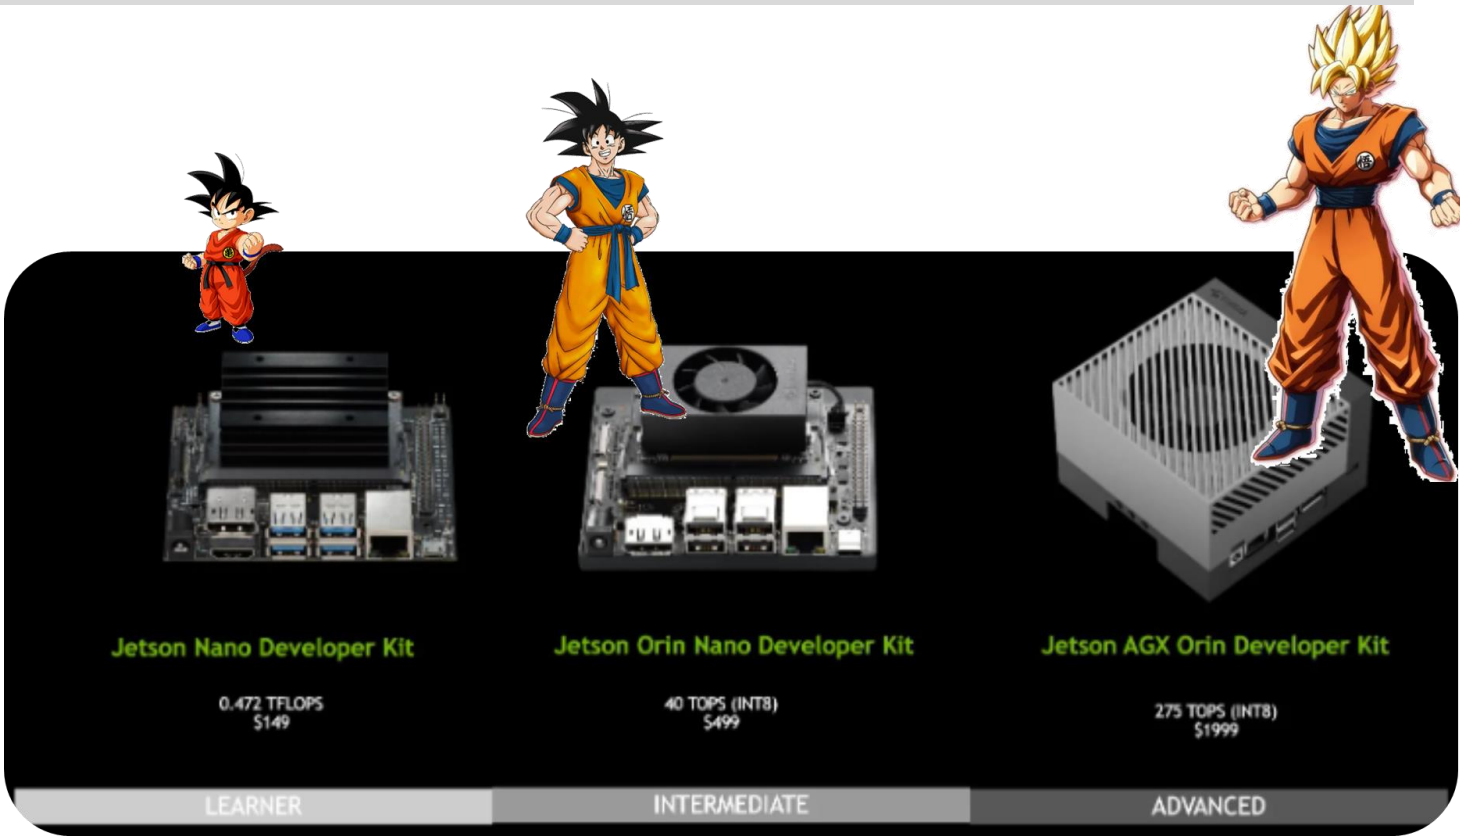 Jetson Nano Developer Kit
0.472 TFLOPS
$149
LEARNER
Jetson Orin Nano Developer Kit
40 TOPS (INT8)
$499
INTERMEDIATE
悟
Jetson AGX Orin Developer Kit
275 TOPS (INT8)
$1999
ADVANCED